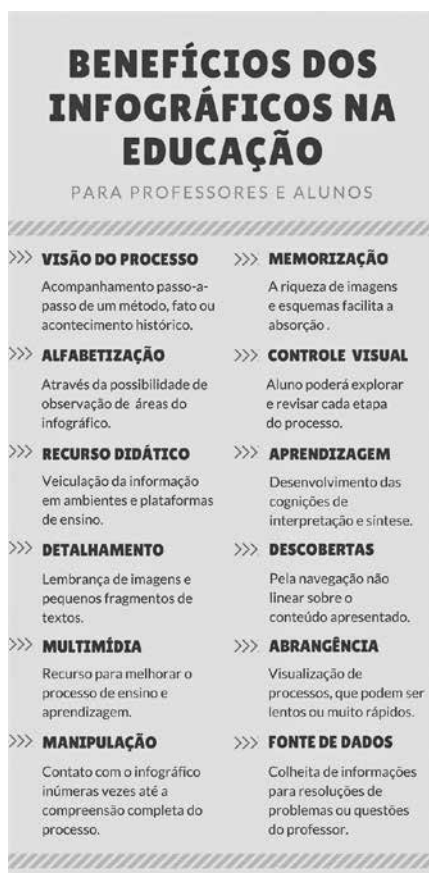 BENEFÍCIOS DOS
INFOGRÁFICOS NA
EDUCAÇÃO
PARA PROFESSORES E ALUNOS
VISÃO DO PROCESSO
Acompanhamento passo-a-
passo de um método, fato ou
acontecimento histórico.
ALFABETIZAÇÃO
Através da possibilidade de
observação de áreas do
infográfico.
RECURSO DIDÁTICO
Veiculação da informação
em ambientes e plataformas
de ensino.
DETALHAMENTO
Lembrança de imagens e
pequenos fragmentos de
textos.
MULTIMÍDIA
Recurso para melhorar o
processo de ensino e
aprendizagem.
MANIPULAÇÃO
Contato com o infográfico
inúmeras vezes até a
compreensão completa do
processo.
MEMORIZAÇÃO
A riqueza de imagens
e esquemas facilita a
absorção .
CONTROLE VISUAL
Aluno poderá explorar
e revisar cada etapa
do processo.
APRENDIZAGEM
Desenvolvimento das
cognições de
interpretação e síntese.
DESCOBERTAS
Pela navegação não
linear sobre o
conteúdo apresentado.
ABRANGÊNCIA
Visualização de
processos, que podem ser
lentos ou muito rápidos.
FONTE DE DADOS
Colheita de informações
para resoluções de
problemas ou questões
do professor.